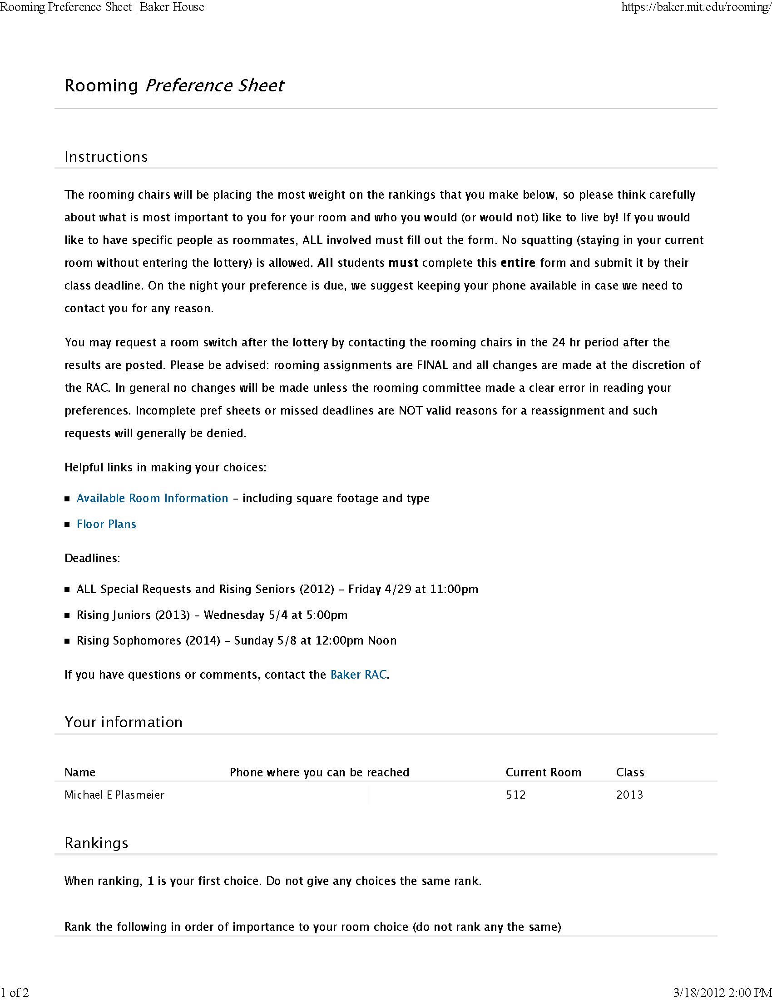 Rooming Preference Sheet | Baker House https://baker.mit.edu/rooming/
Rooming Preference Sheet
Instructions
The rooming chairs will be placing the most weight on the rankings that you make below, so please think carefully
about what is most important to you for your room and who you would (or would not) like to live by! If you would
like to have specific people as roommates, ALL involved must fill out the form. No squatting (staying in your current
room without entering the lottery) is allowed. All students must complete this entire form and submit it by their
class deadline. On the night your preference is due, we suggest keeping your phone available in case we need to
contact you for any reason.
You may request a room switch after the lottery by contacting the rooming chairs in the 24 hr period after the
results are posted. Please be advised: rooming assignments are FINAL and all changes are made at the discretion of
the RAC. In general no changes will be made unless the rooming committee made a clear error in reading your
preferences. Incomplete pref sheets or missed deadlines are NOT valid reasons for a reassignment and such
requests will generally be denied.
Helpful links in making your choices:
▪ Available Room Information – including square footage and type
▪ Floor Plans
Deadlines:
▪ ALL Special Requests and Rising Seniors (2012) – Friday 4/29 at 11:00pm
▪ Rising Juniors (2013) – Wednesday 5/4 at 5:00pm
▪ Rising Sophomores (2014) – Sunday 5/8 at 12:00pm Noon
If you have questions or comments, contact the Baker RAC.
Your information
Name Phone where you can be reached Current Room Class
Michael E Plasmeier 512 2013
Rankings
When ranking, 1 is your first choice. Do not give any choices the same rank.
Rank the following in order of importance to your room choice (do not rank any the same)
1 of 2 3/18/2012 2:00 PM